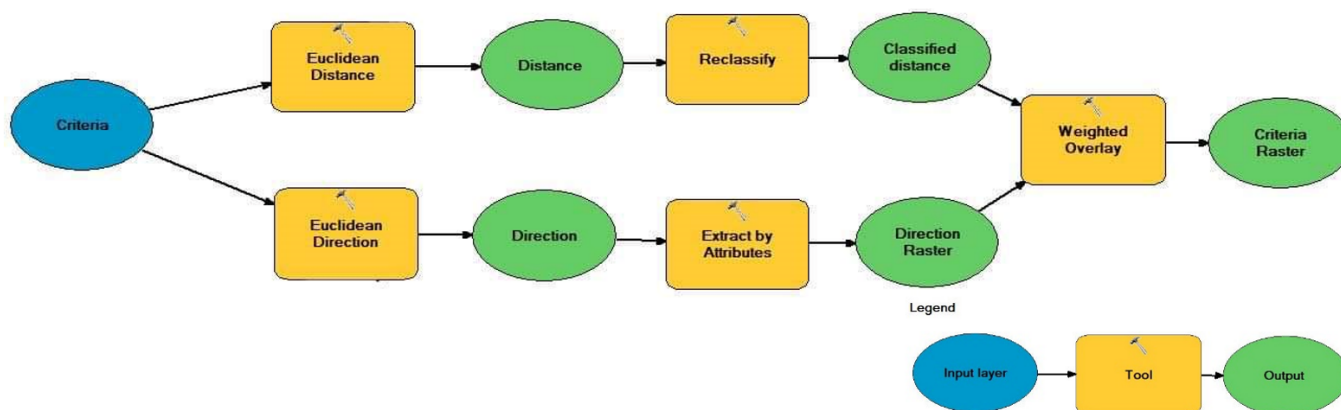 Criteria
Euclidean
Distance
Distance
Reclassify
Classified
distance
Euclidean
Direction
Direction
Extract by
Attributes
Direction
Raster
Weighted
Overlay
Criteria
Raster
Legend
Input layer
Tool
Output